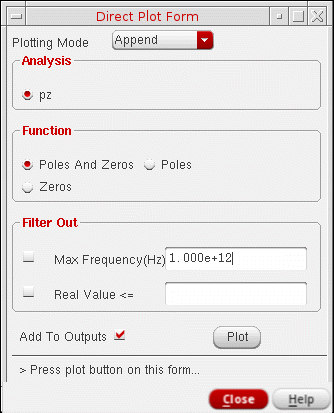 Direct Plot Form
Plotting Mode Append
Analysis
pz
Function
Poles And Zeros Poles
Zeros
Filter Out
Max Frequency(Hz) 1.000e+12
Real Value <=
Add To Outputs Plot
> Press plot button on this form...
Close Help